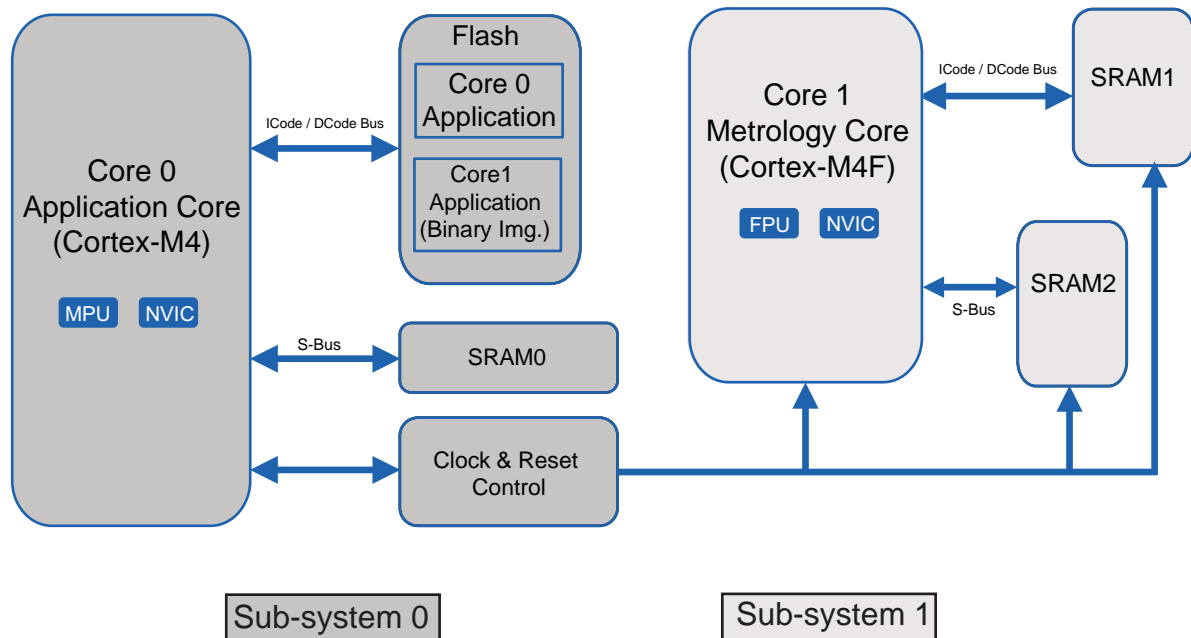 Core 0
Application Core
(Cortex-M4)
MPU
NVIC
ICode / DCode Bus
Flash
Core 0
Application
Core1
Application
(Binary Img.)
S-Bus
SRAM0
Clock & Reset
Control
Core 1
Metrology Core
(Cortex-M4F)
FPU
NVIC
ICode / DCode Bus
SRAM1
S-Bus
SRAM2
Sub-system 0
Sub-system 1